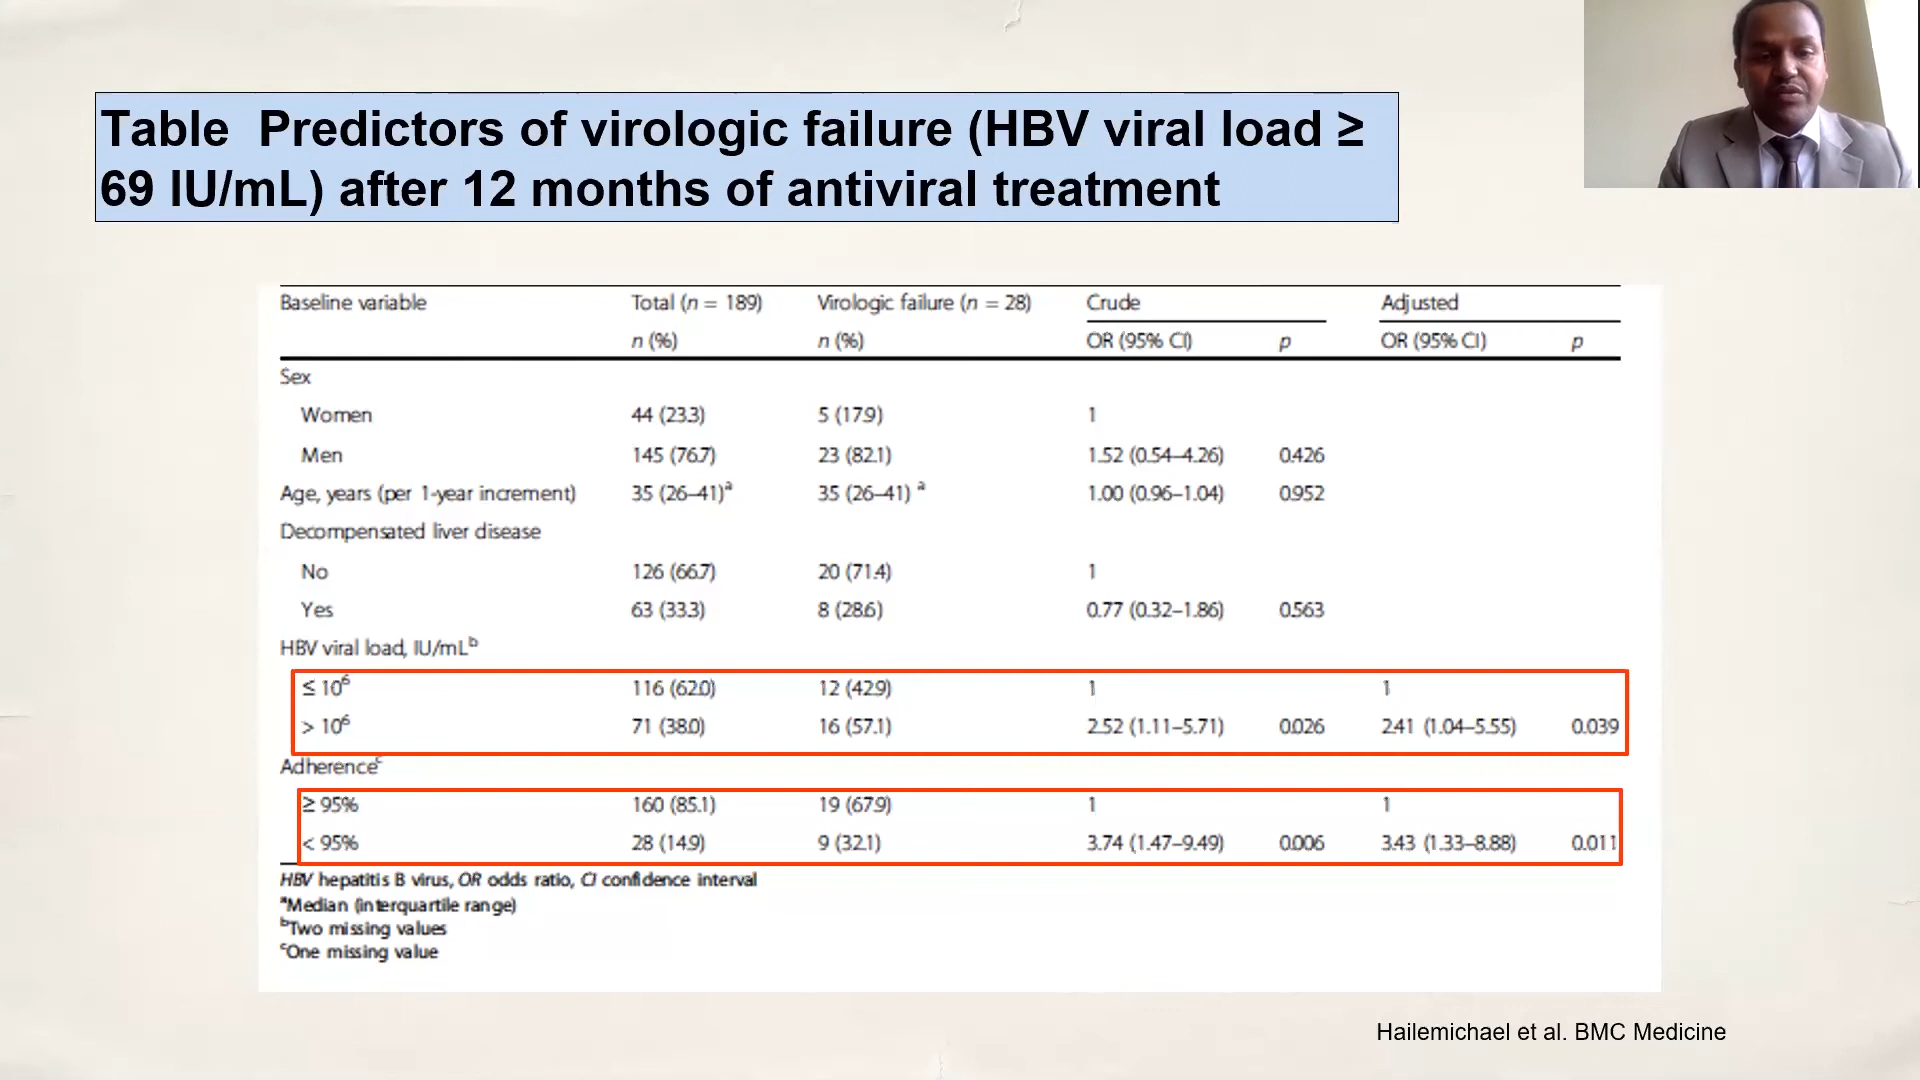 Table  Predictors of virologic failure (HBV viral load ≥
69 IU/mL) after 12 months of antiviral treatment
Baseline variable Total (n = 189) Virologic failure (n = 28) Crude Adjusted
n (%) n (%) OR (95% CI) p OR (95% CI) p
Sex
Women 44 (23.3) 5 (17.9) 1
Men 145 (76.7) 23 (82.1) 1.52 (0.54–4.26) 0.426
Age, years (per 1-year increment) 35 (26–41)ᵃ 35 (26–41) ᵃ 1.00 (0.96–1.04) 0.952
Decompensated liver disease
No 126 (66.7) 20 (71.4) 1
Yes 63 (33.3) 8 (28.6) 0.77 (0.32–1.86) 0.563
HBV viral load, IU/mLᵇ
≤ 10⁶ 116 (62.0) 12 (42.9) 1 1
> 10⁶ 71 (38.0) 16 (57.1) 2.52 (1.11–5.71) 0.026 2.41 (1.04–5.55) 0.039
Adherenceᶜ
≥ 95% 160 (85.1) 19 (67.9) 1 1
< 95% 28 (14.9) 9 (32.1) 3.74 (1.47–9.49) 0.006 3.43 (1.33–8.88) 0.011
HBV hepatitis B virus, OR odds ratio, CI confidence interval
ᵃMedian (interquartile range)
ᵇTwo missing values
ᶜOne missing value
Hailemichael et al. BMC Medicine